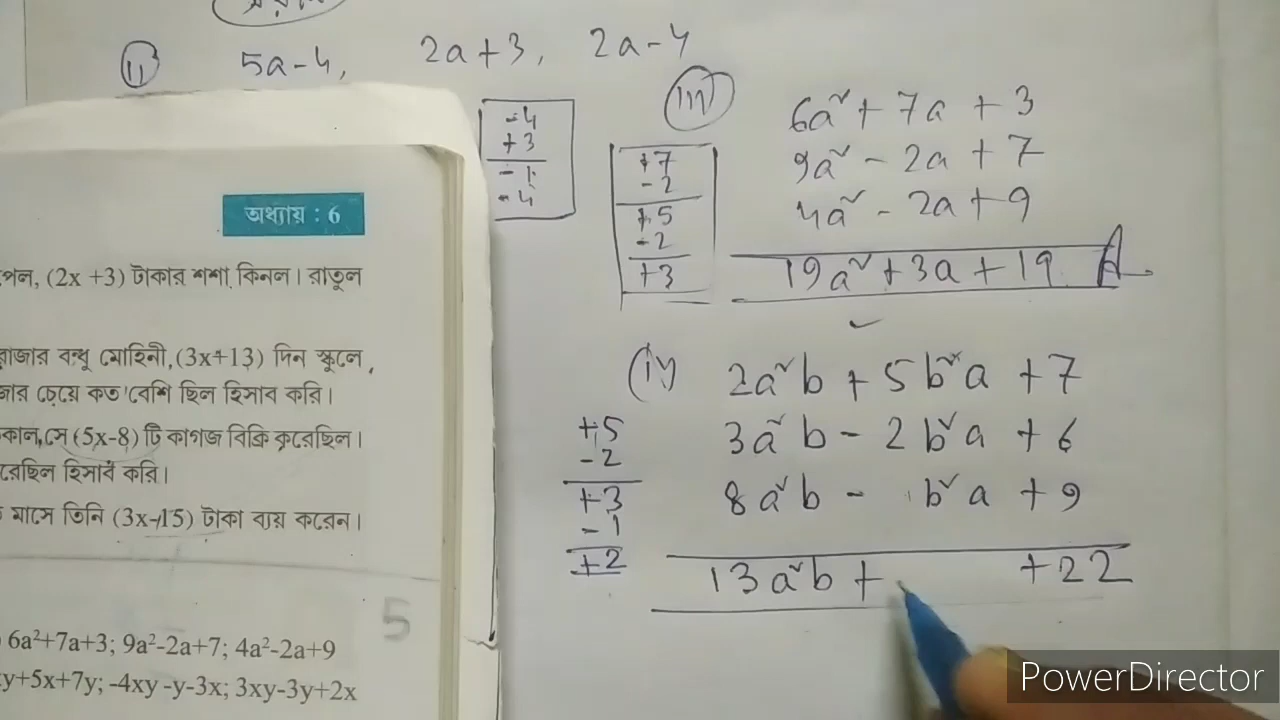 (ii) 5a-4, 2a+3, 2a-4
-4
+3
-1
-4
+7
-2
+5
-2
+3
(iii) 6a²+7a+3
9a²-2a+7
4a²-2a+9
19a²+3a+19
(iv) 2a²b+5b²a+7
3a²b-2b²a+6
8a²b- b²a+9
13a²b+ +22
+5
-2
+3
-1
+2
অধ্যায় : 6
(2x +3) টাকার শশা কিনল। রাতুল
রাজার বন্ধু মোহিনী, (3x+13) দিন স্কুলে
চেয়ে কত বেশি ছিল হিসাব করি।
সে (5x-8) টি কাগজ বিক্রি করেছিল।
হিসাব করি।
মাসে তিনি (3x-15) টাকা ব্যয় করেন।
5
6a²+7a+3; 9a²-2a+7; 4a²-2a+9
y+5x+7y; -4xy -y-3x; 3xy-3y+2x
PowerDirector